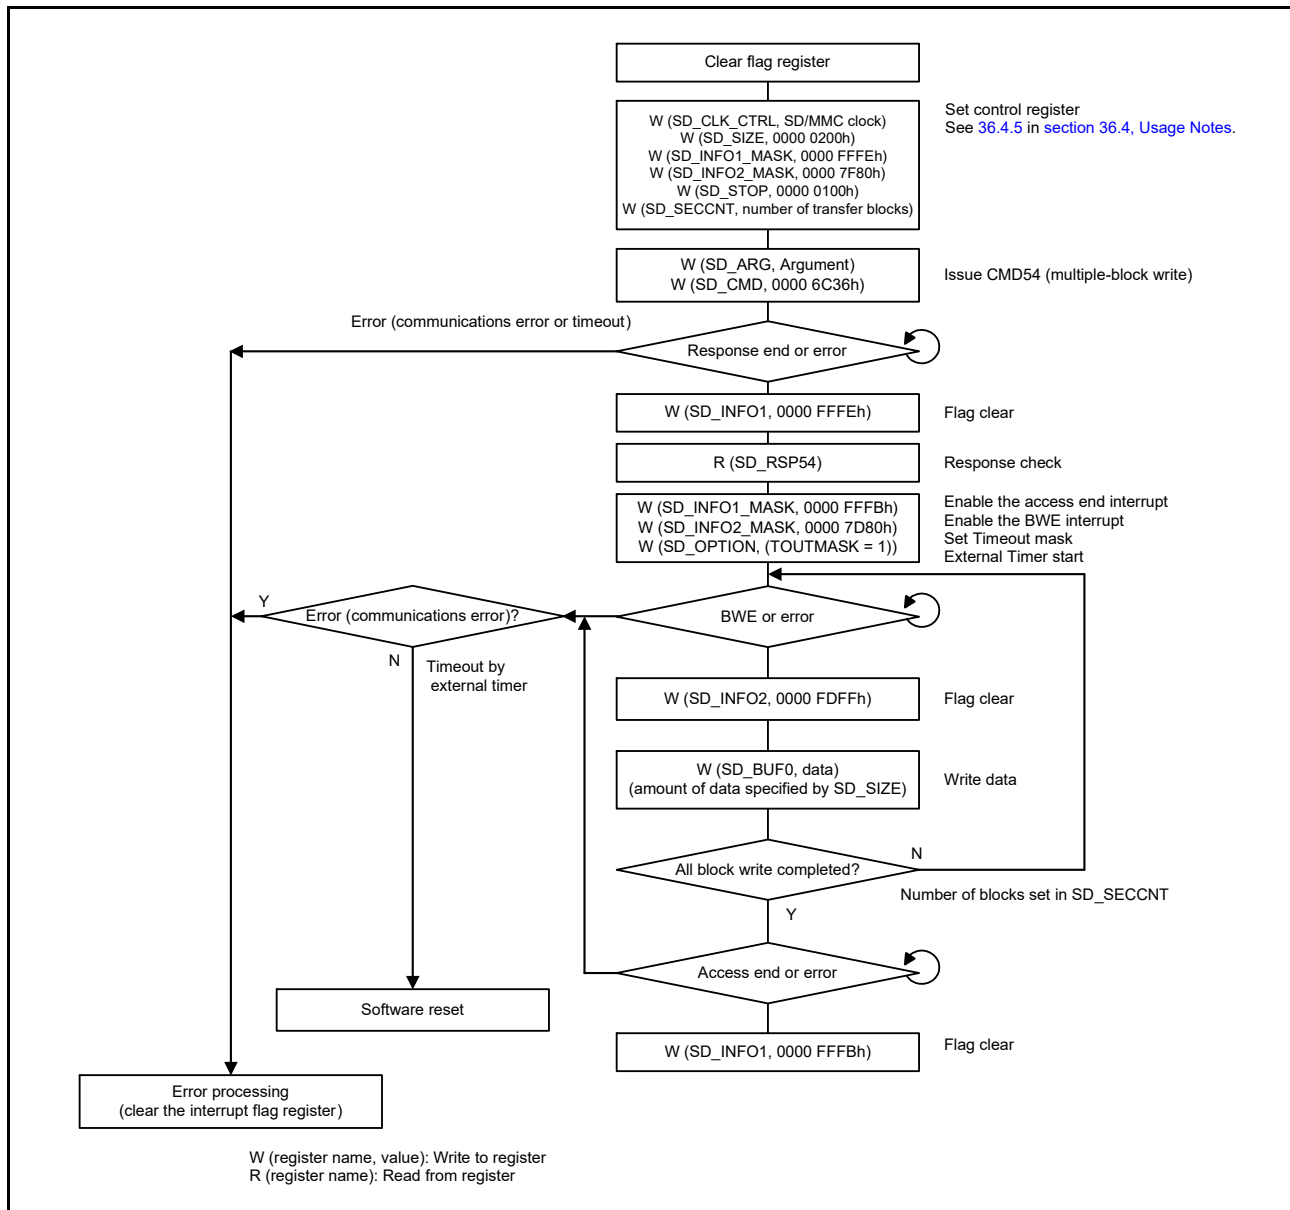 Clear flag register
W (SD_CLK_CTRL, SD/MMC clock)
W (SD_SIZE, 0000 0200h)
W (SD_INFO1_MASK, 0000 FFFEh)
W (SD_INFO2_MASK, 0000 7F80h)
W (SD_STOP, 0000 0100h)
W (SD_SECCNT, number of transfer blocks)
Set control register
See 36.4.5 in section 36.4, Usage Notes.
W (SD_ARG, Argument)
W (SD_CMD, 0000 6C36h)
Issue CMD54 (multiple-block write)
Error (communications error or timeout)
Response end or error
W (SD_INFO1, 0000 FFFEh)
Flag clear
R (SD_RSP54)
Response check
W (SD_INFO1_MASK, 0000 FFFBh)
W (SD_INFO2_MASK, 0000 7D80h)
W (SD_OPTION, (TOUTMASK = 1))
Enable the access end interrupt
Enable the BWE interrupt
Set Timeout mask
External Timer start
Y
Error (communications error)?
BWE or error
N
Timeout by
external timer
W (SD_INFO2, 0000 FDFFh)
Flag clear
W (SD_BUF0, data)
(amount of data specified by SD_SIZE)
Write data
All block write completed?
N
Number of blocks set in SD_SECCNT
Y
Access end or error
Software reset
W (SD_INFO1, 0000 FFFBh)
Flag clear
Error processing
(clear the interrupt flag register)
W (register name, value): Write to register
R (register name): Read from register